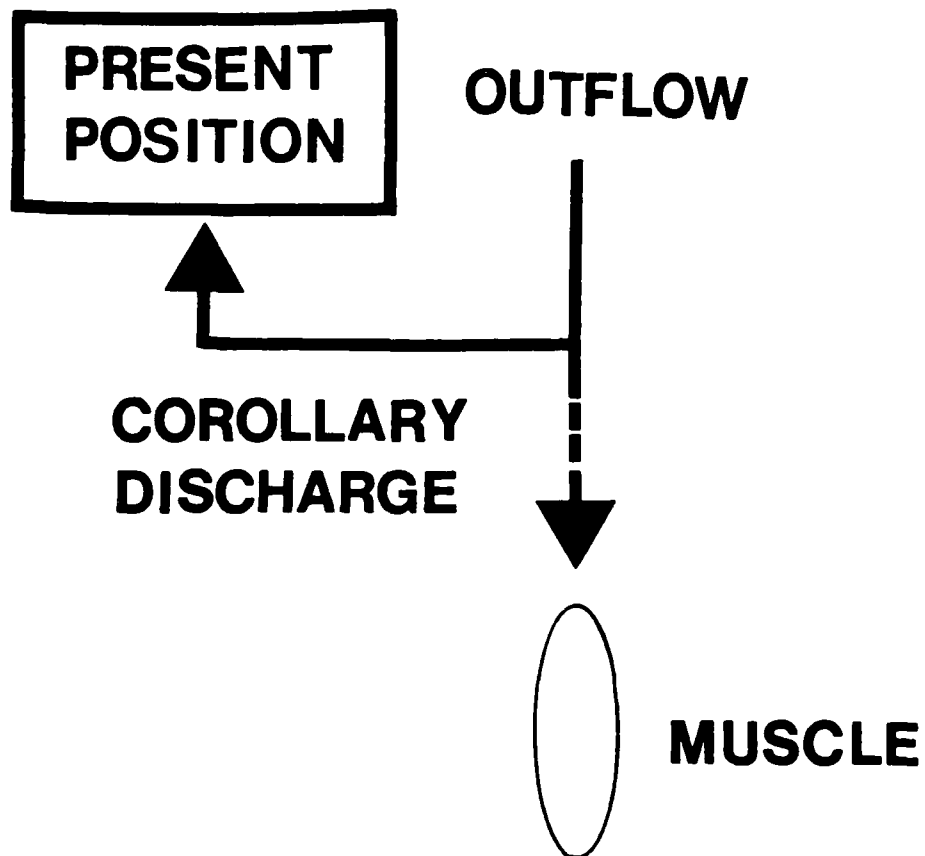 PRESENT
POSITION
OUTFLOW
COROLLARY
DISCHARGE
MUSCLE